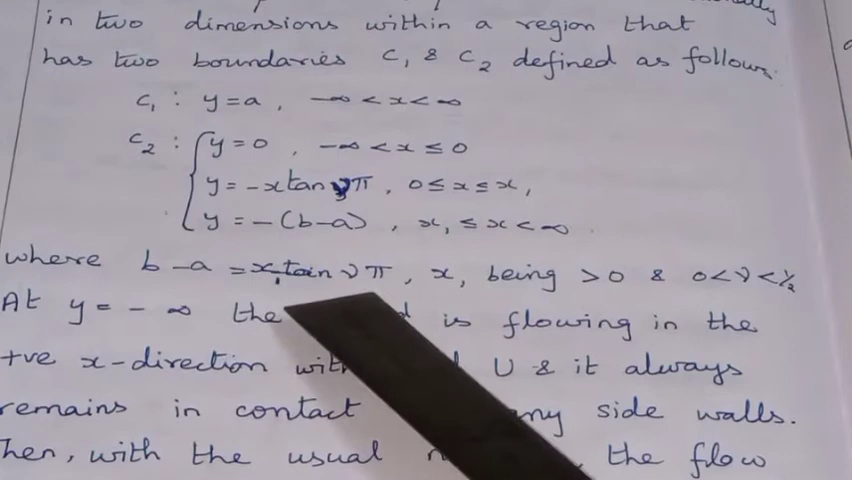 in two dimensions within a region that
has two boundaries C₁ & C₂ defined as follows.
C₁ : y = a , -∞ < x < ∞
C₂ : { y = 0 , -∞ < x ≤ 0
y = -x tan νπ , 0 ≤ x ≤ x₁
y = -(b-a) , x₁ ≤ x < ∞ .
where b-a = x₁ tan νπ , x₁ being > 0 & 0 < ν < ½
At y = -∞ the is flowing in the
+ve x-direction with U & it always
remains in contact any side walls.
Then, with the usual , the flow